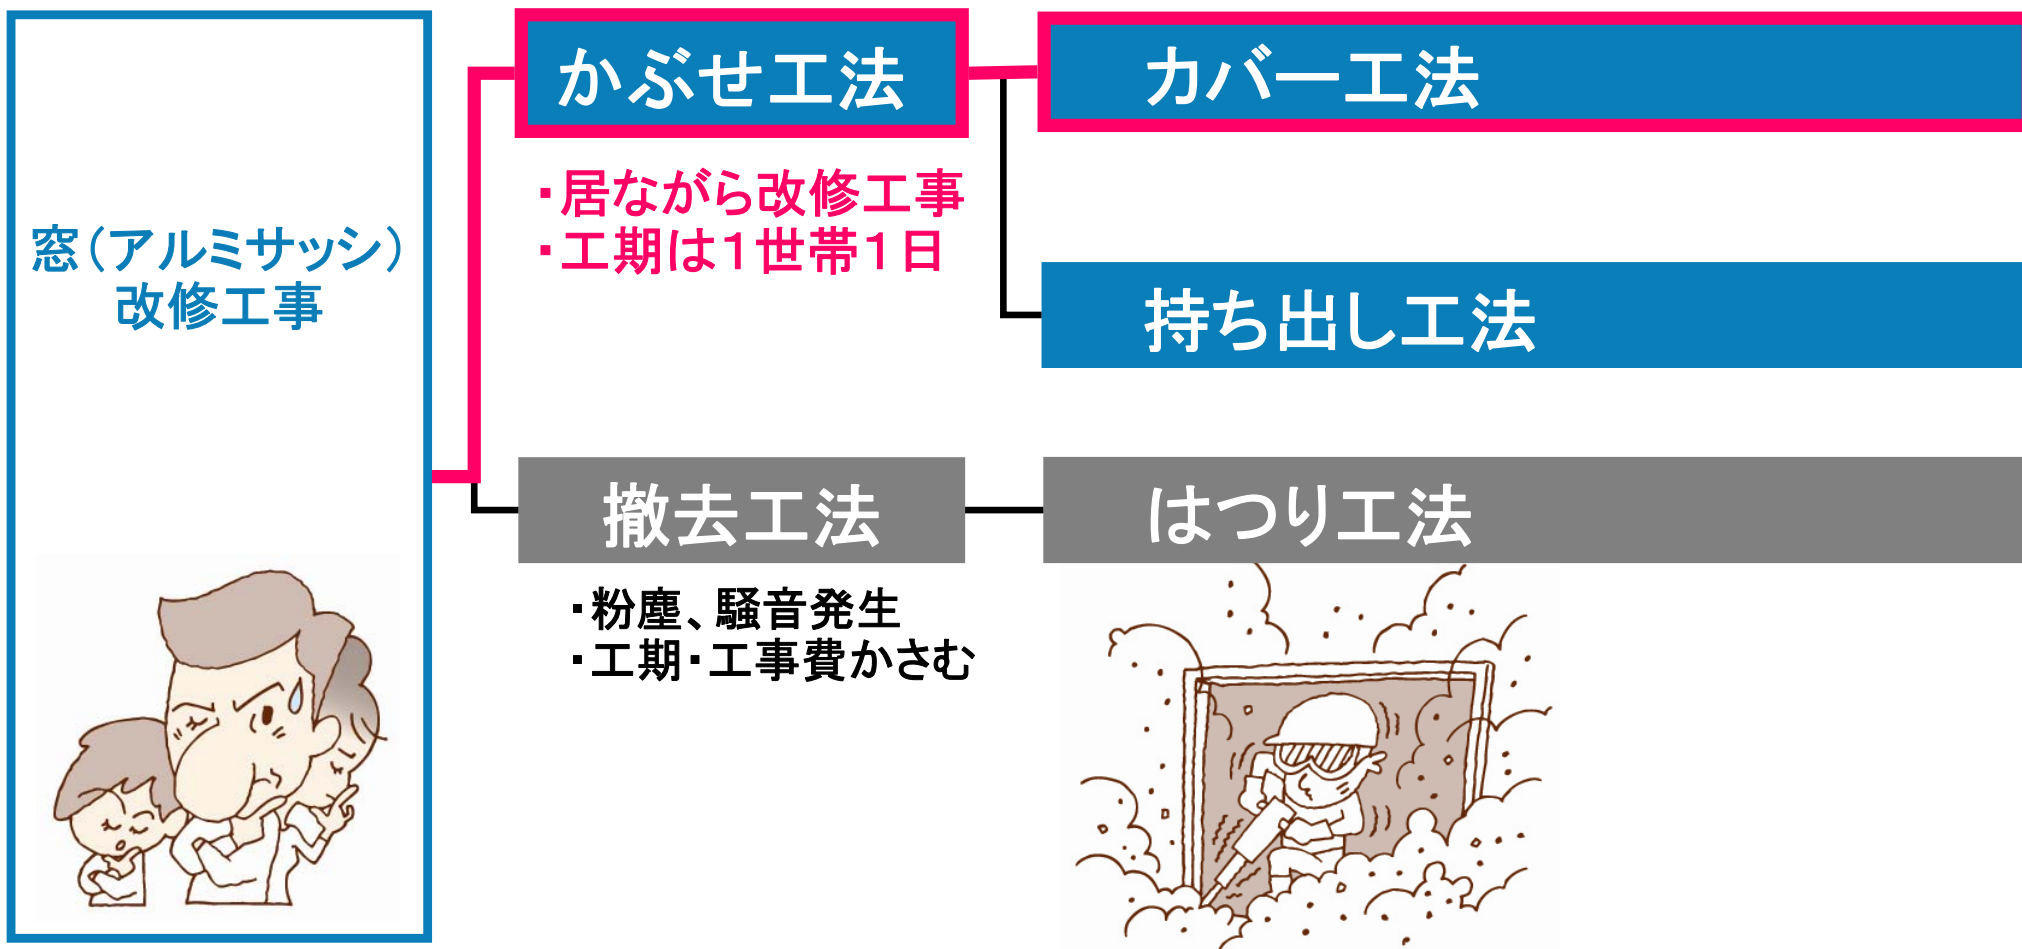 窓（アルミサッシ）
改修工事
かぶせ工法
・居ながら改修工事
・工期は１世帯１日
カバー工法
持ち出し工法
撤去工法
・粉塵、騒音発生
・工期・工事費かさむ
はつり工法